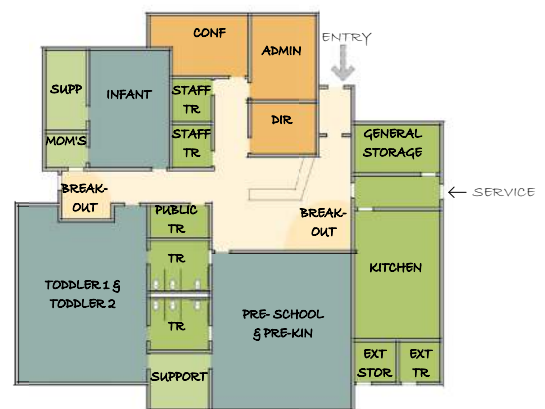 CONF
ADMIN
ENTRY
SUPP
INFANT
STAFF
TR
DIR
STAFF
TR
GENERAL
STORAGE
MOM'S
BREAK-
OUT
SERVICE
PUBLIC
TR
BREAK-
OUT
TR
KITCHEN
TODDLER 1 &
TODDLER 2
PRE- SCHOOL
& PRE-KIN
TR
EXT
STOR
EXT
TR
SUPPORT